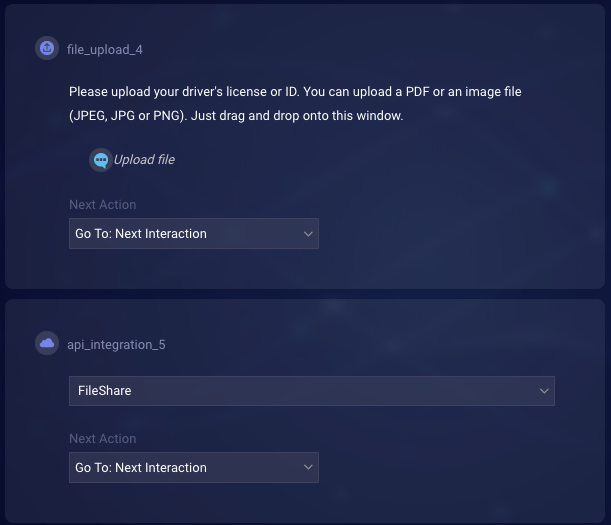 file_upload_4
Please upload your driver's license or ID. You can upload a PDF or an image file
(JPEG, JPG or PNG). Just drag and drop onto this window.
Upload file
Next Action
Go To: Next Interaction
api_integration_5
FileShare
Next Action
Go To: Next Interaction